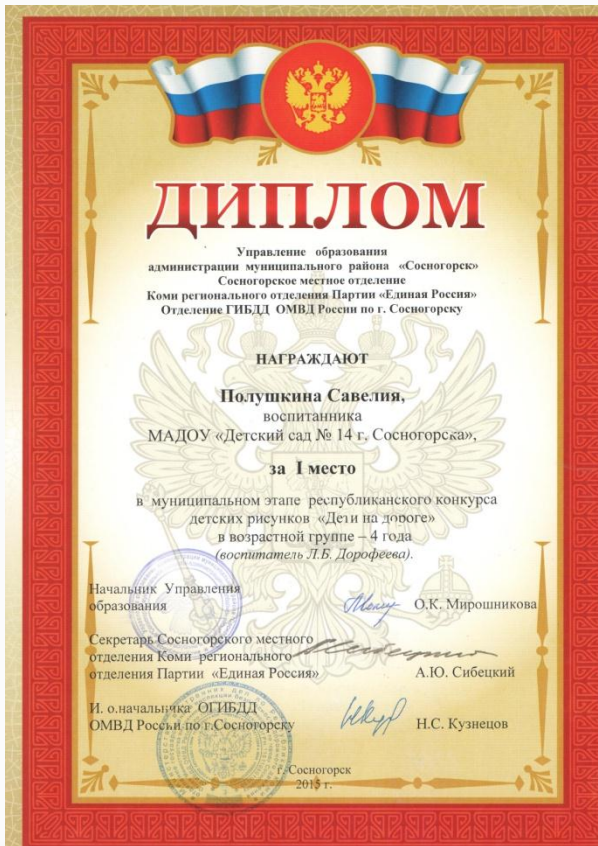 ДИПЛОМ
Управление образования
администрации муниципального района «Сосногорск»
Сосногорское местное отделение
Коми регионального отделения Партии «Единая Россия»
Отделение ГИБДД ОМВД России по г. Сосногорску
НАГРАЖДАЮТ
Полушкина Савелия,
воспитанника
МАДОУ «Детский сад № 14 г. Сосногорска»,
за I место
в муниципальном этапе республиканского конкурса
детских рисунков «Дети на дороге»
в возрастной группе – 4 года
(воспитатель Л.Б. Дорофеева).
Начальник Управления
образования О.К. Мирошникова
Секретарь Сосногорского местного
отделения Коми регионального
отделения Партии «Единая Россия» А.Ю. Сибецкий
И. о.начальника ОГИБДД
ОМВД России по г.Сосногорску Н.С. Кузнецов
г. Сосногорск
2015 г.